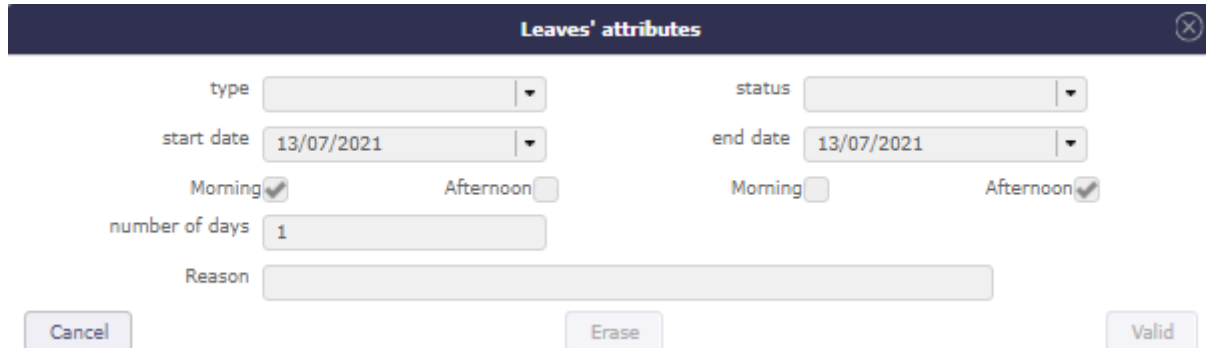 Leaves' attributes
type status
start date 13/07/2021 end date 13/07/2021
Morning Afternoon Morning Afternoon
number of days 1
Reason
Cancel Erase Valid